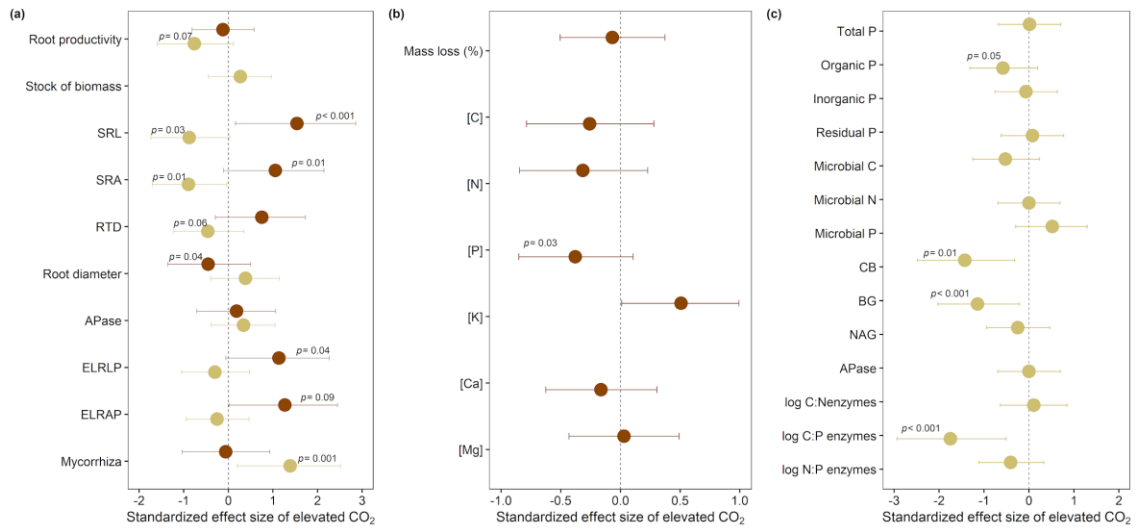 (a)
Root productivity
p= 0.07
Stock of biomass
SRL
p< 0.001
p= 0.03
SRA
p= 0.01
p= 0.01
RTD
p= 0.06
Root diameter
p= 0.04
APase
ELRLP
p= 0.04
ELRAP
p= 0.09
Mycorrhiza
p= 0.001
-2 -1 0 1 2 3
Standardized effect size of elevated CO2
(b)
Mass loss (%)
[C]
[N]
[P]
p= 0.03
[K]
[Ca]
[Mg]
-1.0 -0.5 0.0 0.5 1.0
Standardized effect size of elevated CO2
(c)
Total P
Organic P
p= 0.05
Inorganic P
Residual P
Microbial C
Microbial N
Microbial P
CB
p= 0.01
BG
p< 0.001
NAG
APase
log C:Nenzymes
log C:P enzymes
p< 0.001
log N:P enzymes
-3 -2 -1 0 1 2
Standardized effect size of elevated CO2